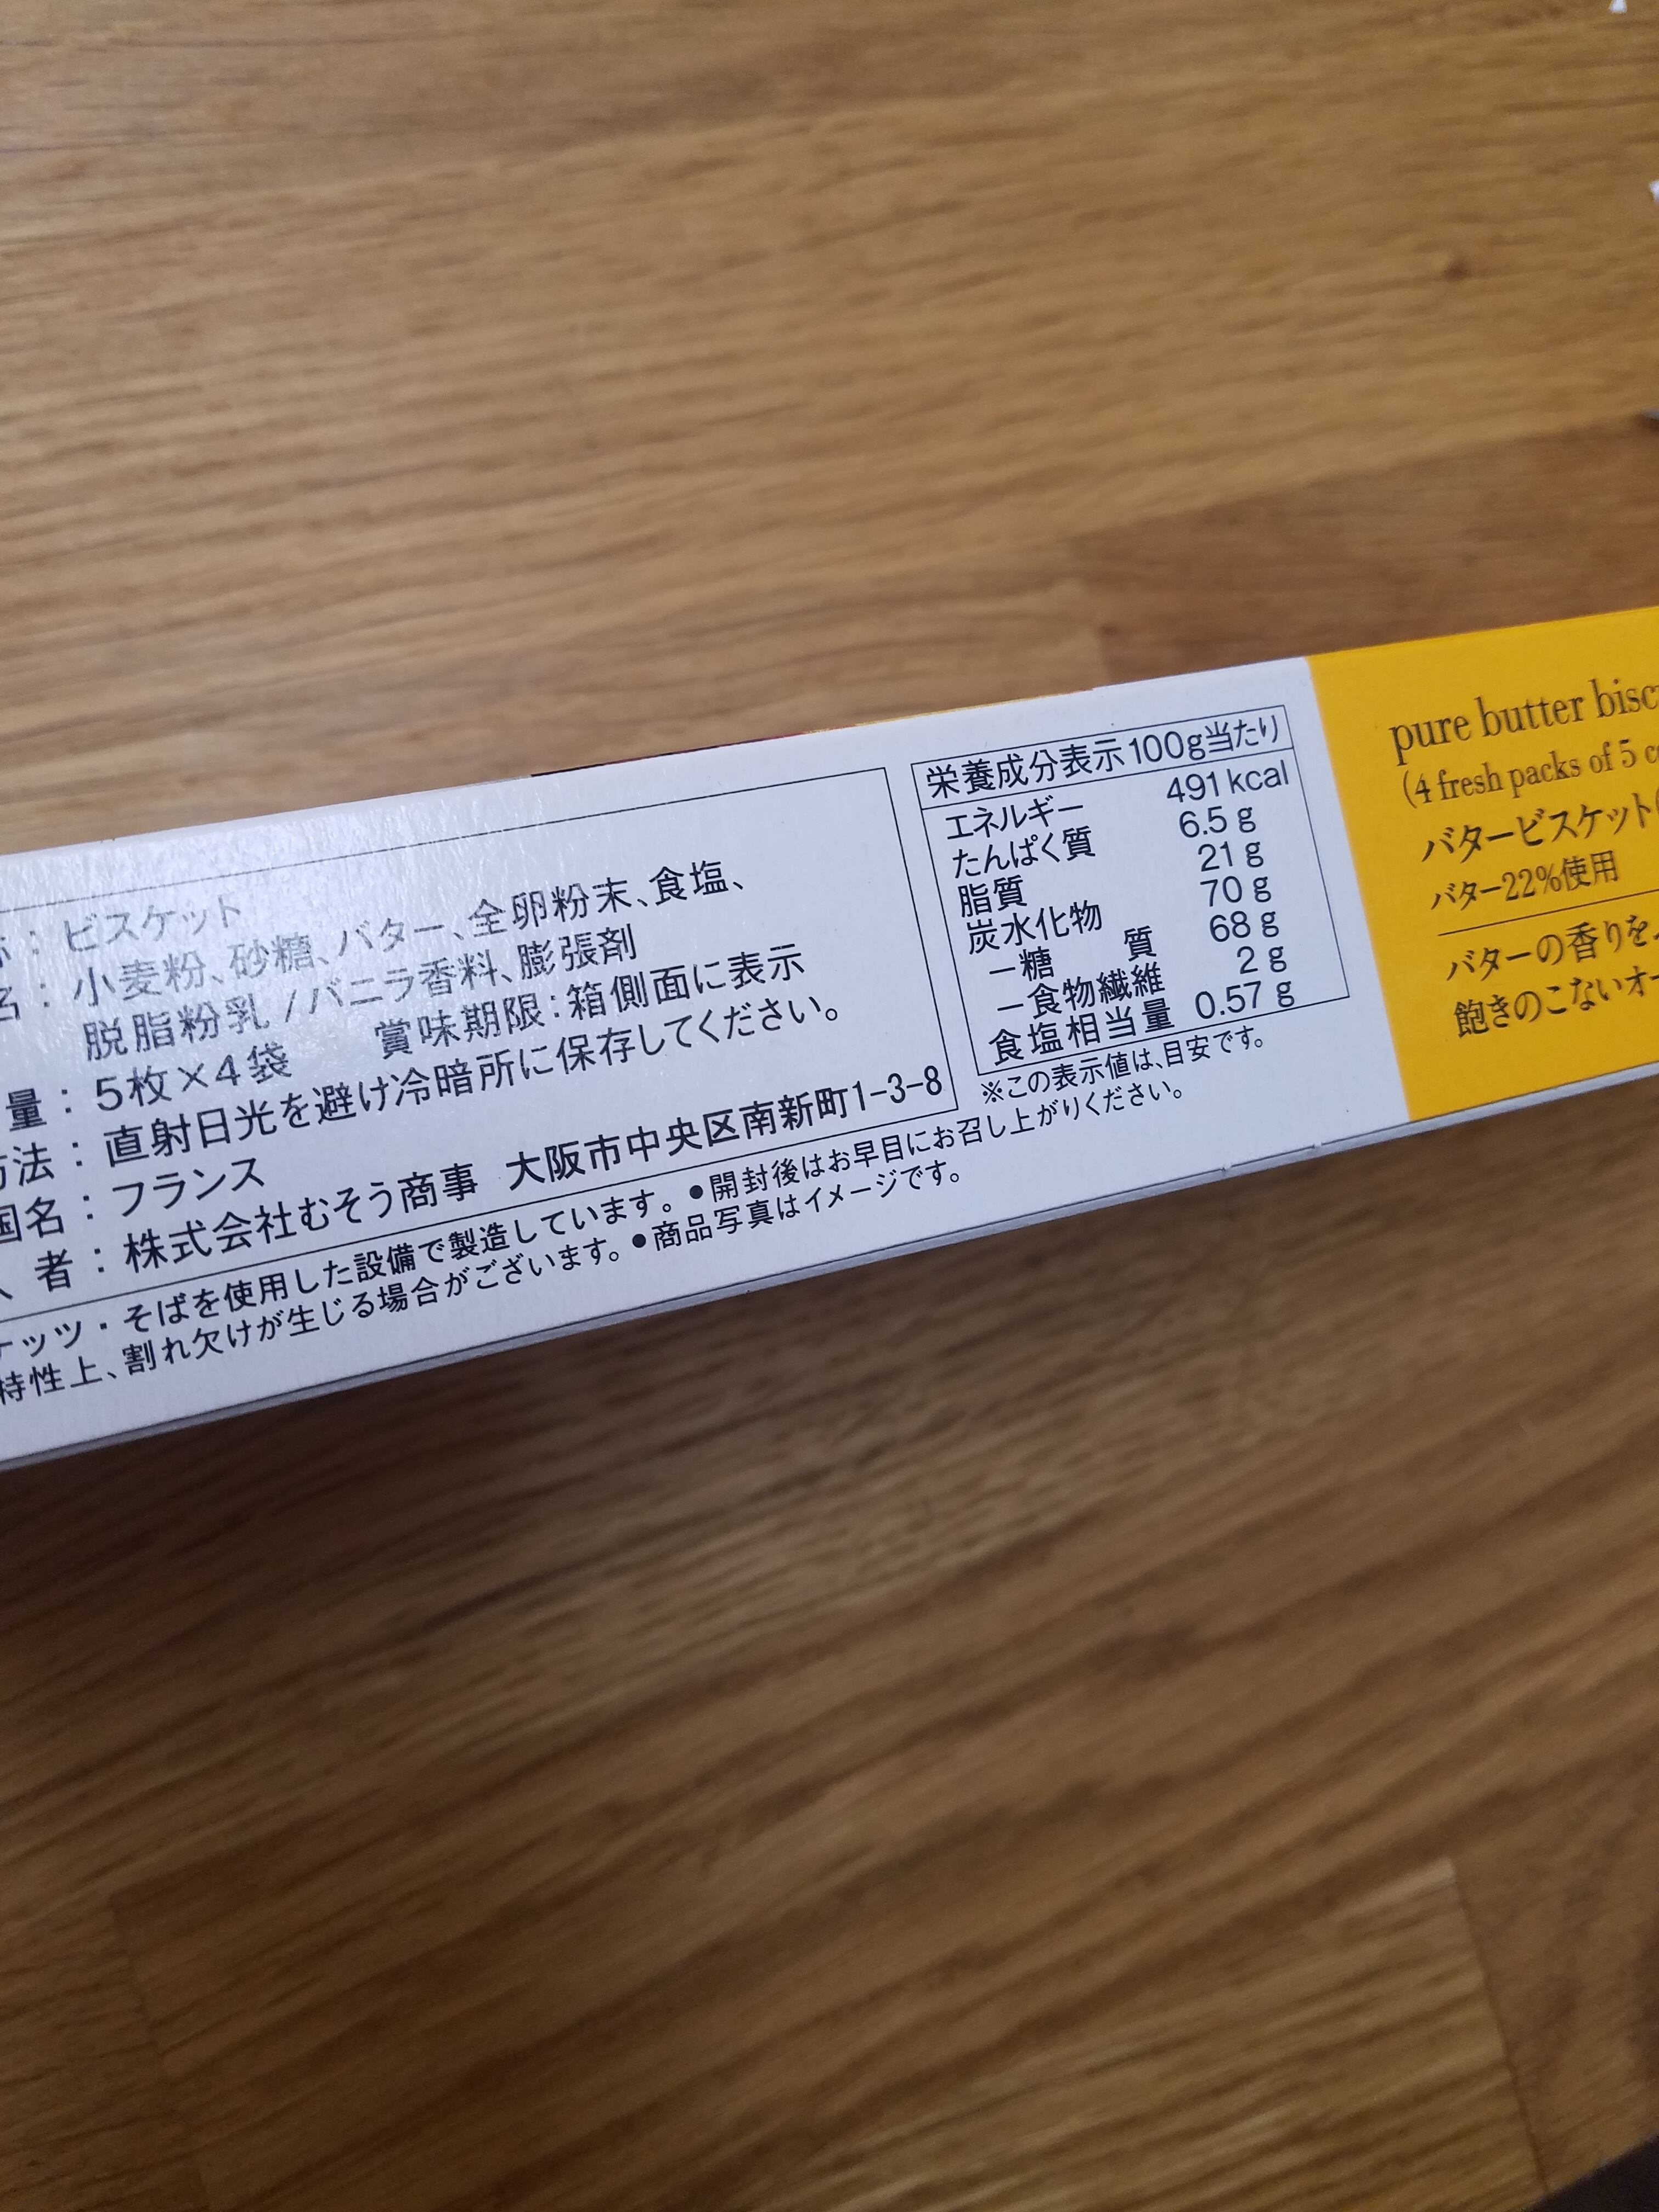 称：ビスケット
名：小麦粉、砂糖、バター、全卵粉末、食塩、
脱脂粉乳/バニラ香料、膨張剤
量：5枚×4袋 賞味期限：箱側面に表示
方法：直射日光を避け冷暗所に保存してください。
国名：フランス
入者：株式会社むそう商事 大阪市中央区南新町1-3-8
ナッツ・そばを使用した設備で製造しています。●開封後はお早目にお召し上がりください。
特性上、割れ欠けが生じる場合がございます。●商品写真はイメージです。
栄養成分表示100g当たり
エネルギー 491kcal
たんぱく質 6.5g
脂質 21g
炭水化物 70g
－糖質 68g
－食物繊維 2g
食塩相当量 0.57g
※この表示値は、目安です。
pure butter bisc
(4 fresh packs of 5 c
バタービスケット(
バター22%使用
バターの香りを
飽きのこないオー